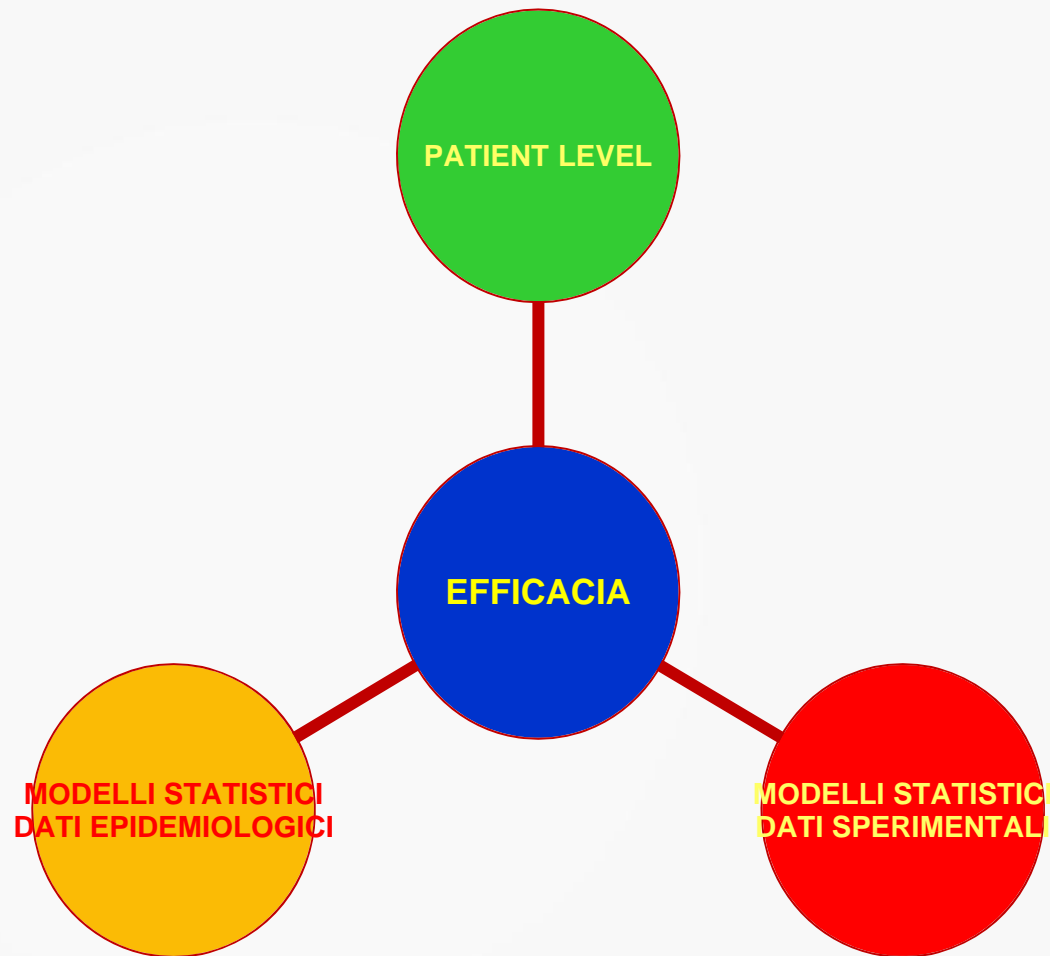 PATIENT LEVEL
EFFICACIA
MODELLI STATISTICI
DATI EPIDEMIOLOGICI
MODELLI STATISTICI
DATI SPERIMENTALI